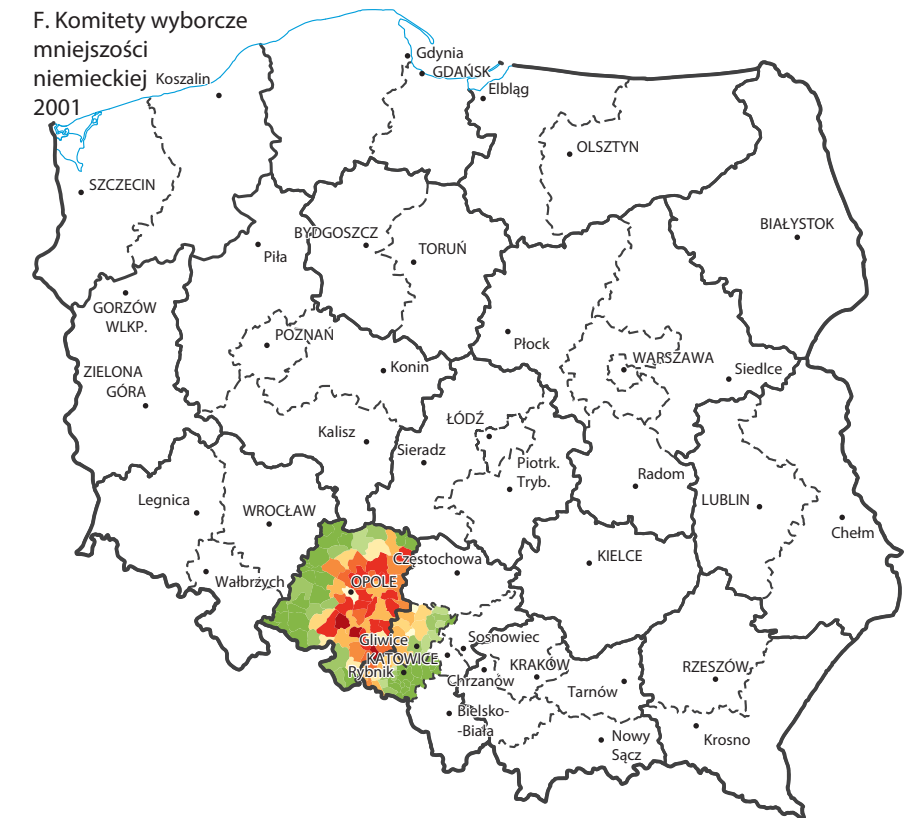 F. Komitety wyborcze
mniejszości
niemieckiej
2001
Koszalin
Gdynia
GDAŃSK
Elbląg
OLSZTYN
SZCZECIN
BIAŁYSTOK
BYDGOSZCZ
TORUŃ
Piła
GORZÓW
WLKP.
POZNAŃ
Płock
WARSZAWA
Siedlce
Konin
ZIELONA
GÓRA
ŁÓDŹ
Kalisz
Sieradz
Piotrk.
Tryb.
Radom
LUBLIN
Legnica
WROCŁAW
Chełm
Częstochowa
KIELCE
Wałbrzych
OPOLE
Gliwice
Sosnowiec
KATOWICE
KRAKÓW
RZESZÓW
Rybnik
Chrzanów
Tarnów
Bielsko-
-Biała
Nowy
Sącz
Krosno